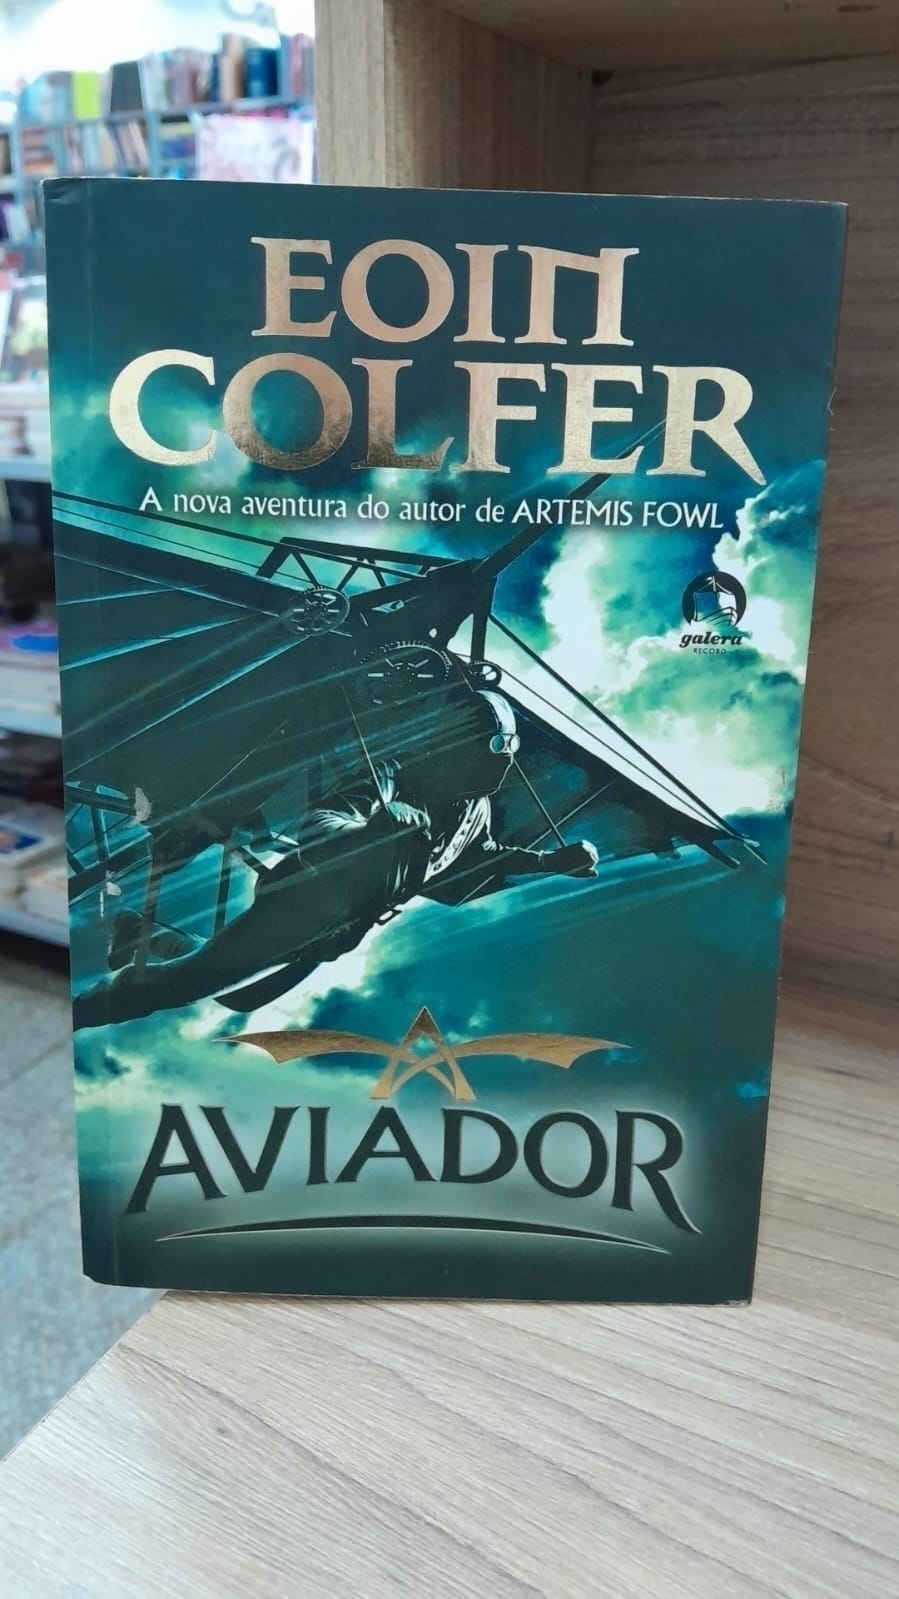 EOIN
COLFER
A nova aventura do autor de ARTEMIS FOWL
galera
RECORD
A
AVIADOR